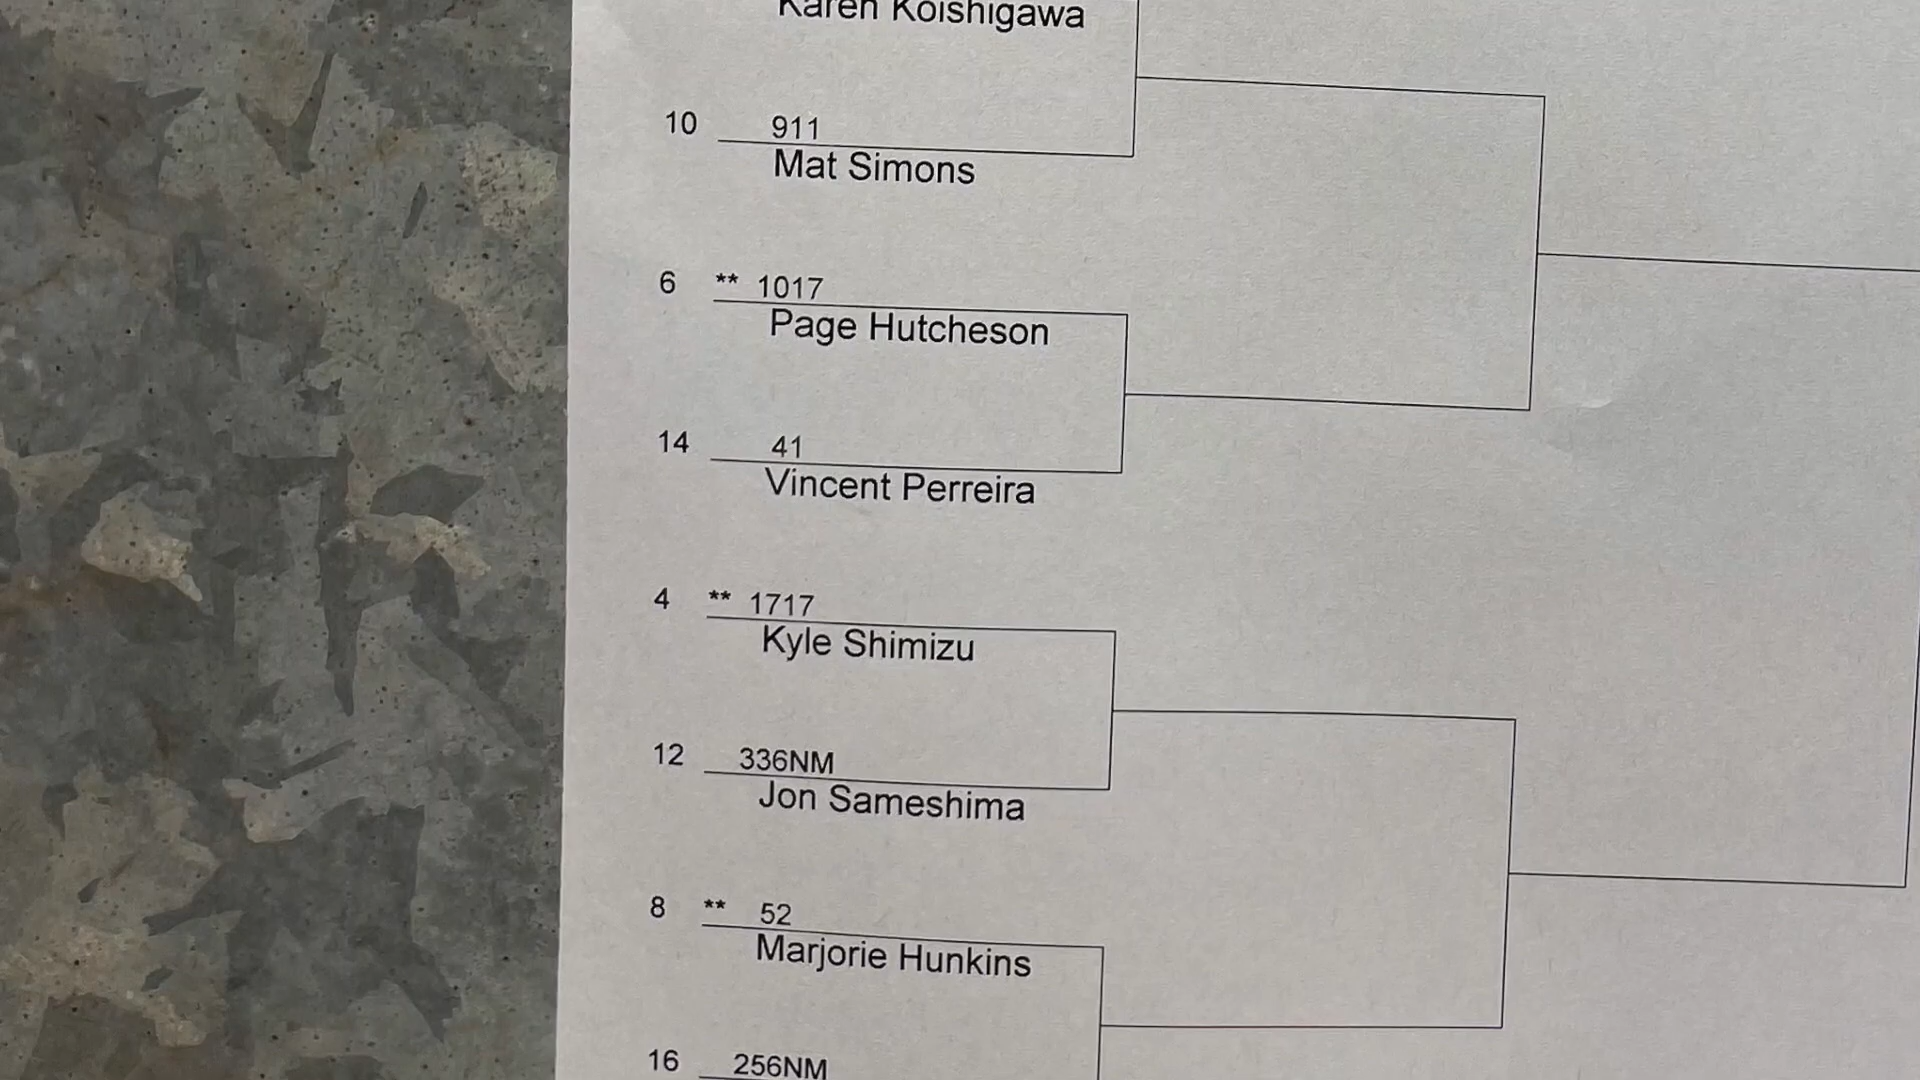 Karen Koishigawa
10 911
Mat Simons
6 ** 1017
Page Hutcheson
14 41
Vincent Perreira
4 ** 1717
Kyle Shimizu
12 336NM
Jon Sameshima
8 ** 52
Marjorie Hunkins
16 256NM